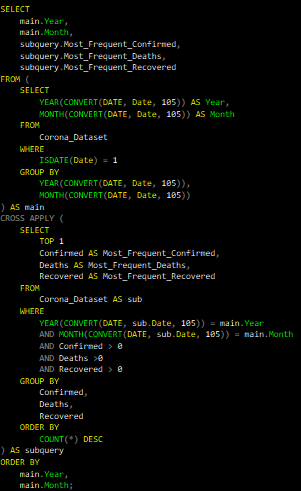 SELECT
main.Year,
main.Month,
subquery.Most_Frequent_Confirmed,
subquery.Most_Frequent_Deaths,
subquery.Most_Frequent_Recovered
FROM (
SELECT
YEAR(CONVERT(DATE, Date, 105)) AS Year,
MONTH(CONVERT(DATE, Date, 105)) AS Month
FROM
Corona_Dataset
WHERE
ISDATE(Date) = 1
GROUP BY
YEAR(CONVERT(DATE, Date, 105)),
MONTH(CONVERT(DATE, Date, 105))
) AS main
CROSS APPLY (
SELECT
TOP 1
Confirmed AS Most_Frequent_Confirmed,
Deaths AS Most_Frequent_Deaths,
Recovered AS Most_Frequent_Recovered
FROM
Corona_Dataset AS sub
WHERE
YEAR(CONVERT(DATE, sub.Date, 105)) = main.Year
AND MONTH(CONVERT(DATE, sub.Date, 105)) = main.Month
AND Confirmed > 0
AND Deaths >0
AND Recovered > 0
GROUP BY
Confirmed,
Deaths,
Recovered
ORDER BY
COUNT(*) DESC
) AS subquery
ORDER BY
main.Year,
main.Month;